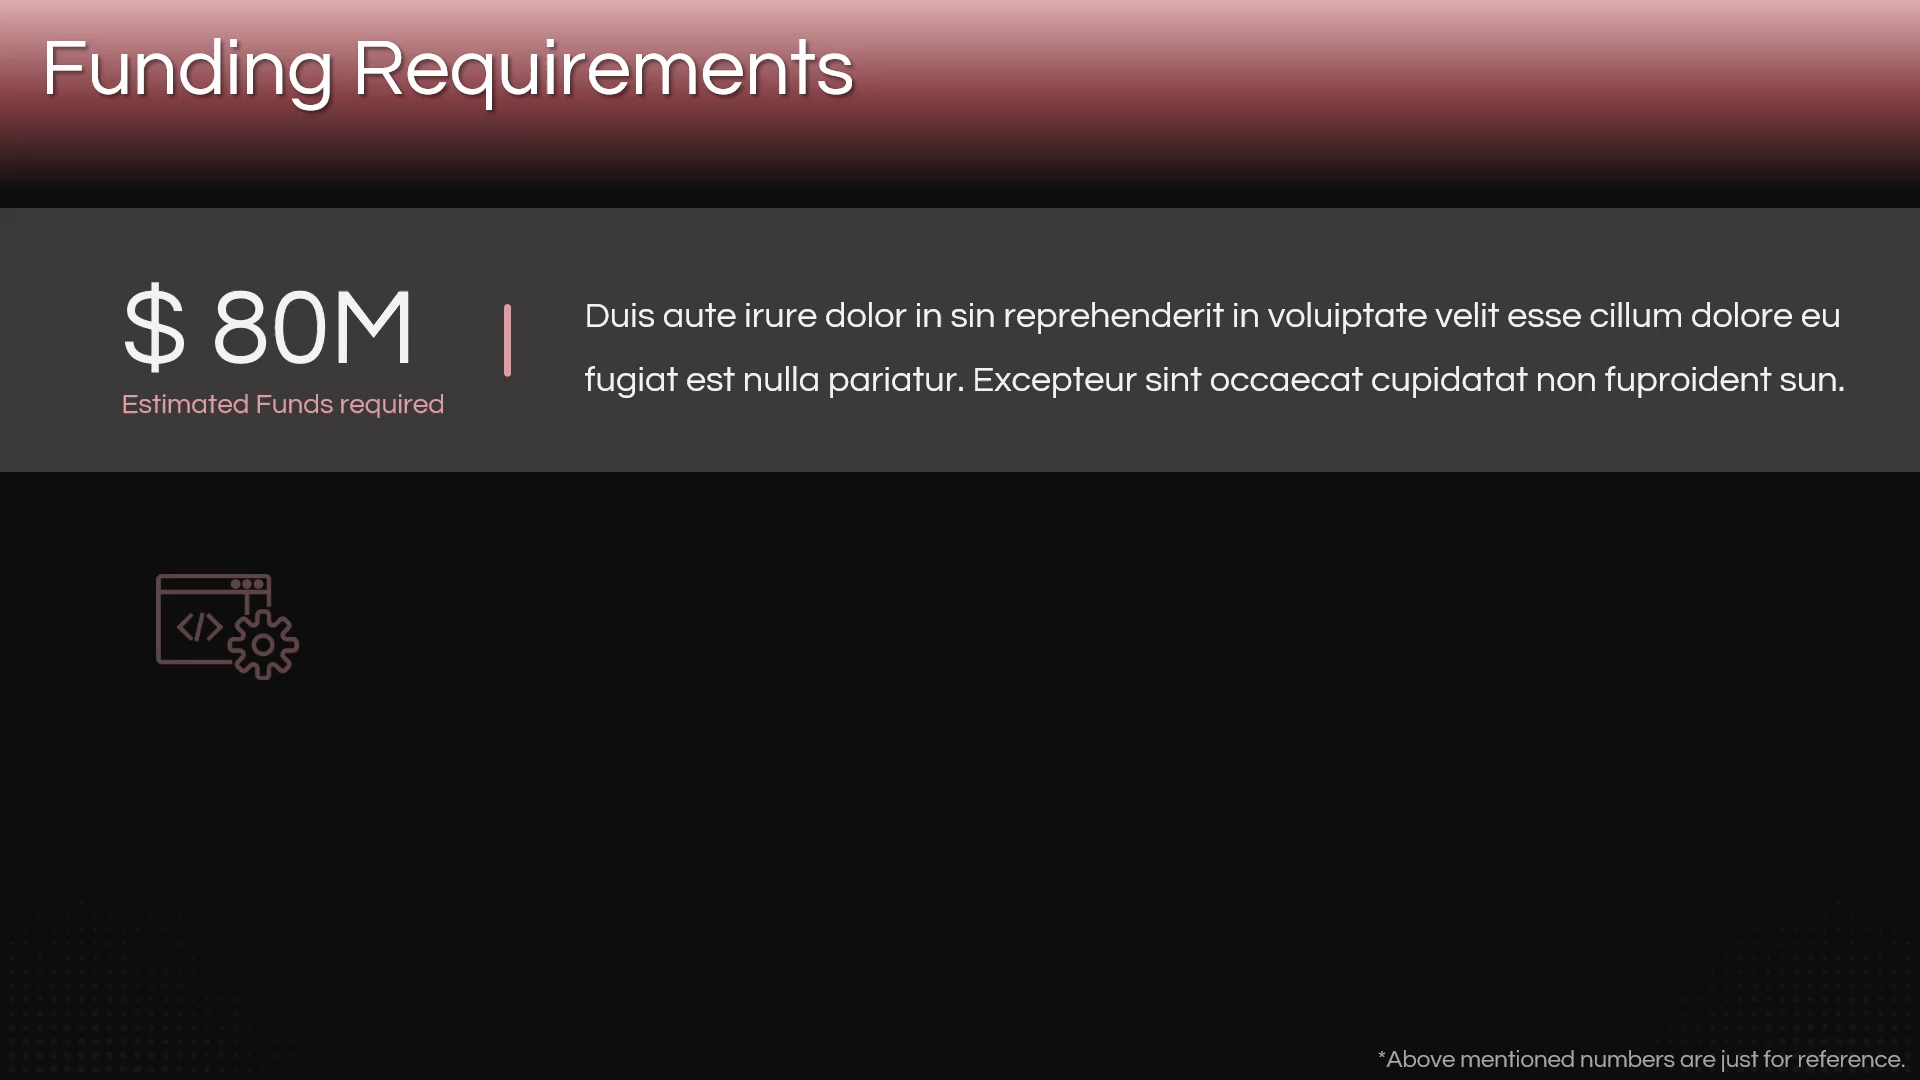 Funding Requirements
$ 80M
Estimated Funds required
Duis aute irure dolor in sin reprehenderit in voluiptate velit esse cillum dolore eu
fugiat est nulla pariatur. Excepteur sint occaecat cupidatat non fuproident sun.
</>
*Above mentioned numbers are just for reference.